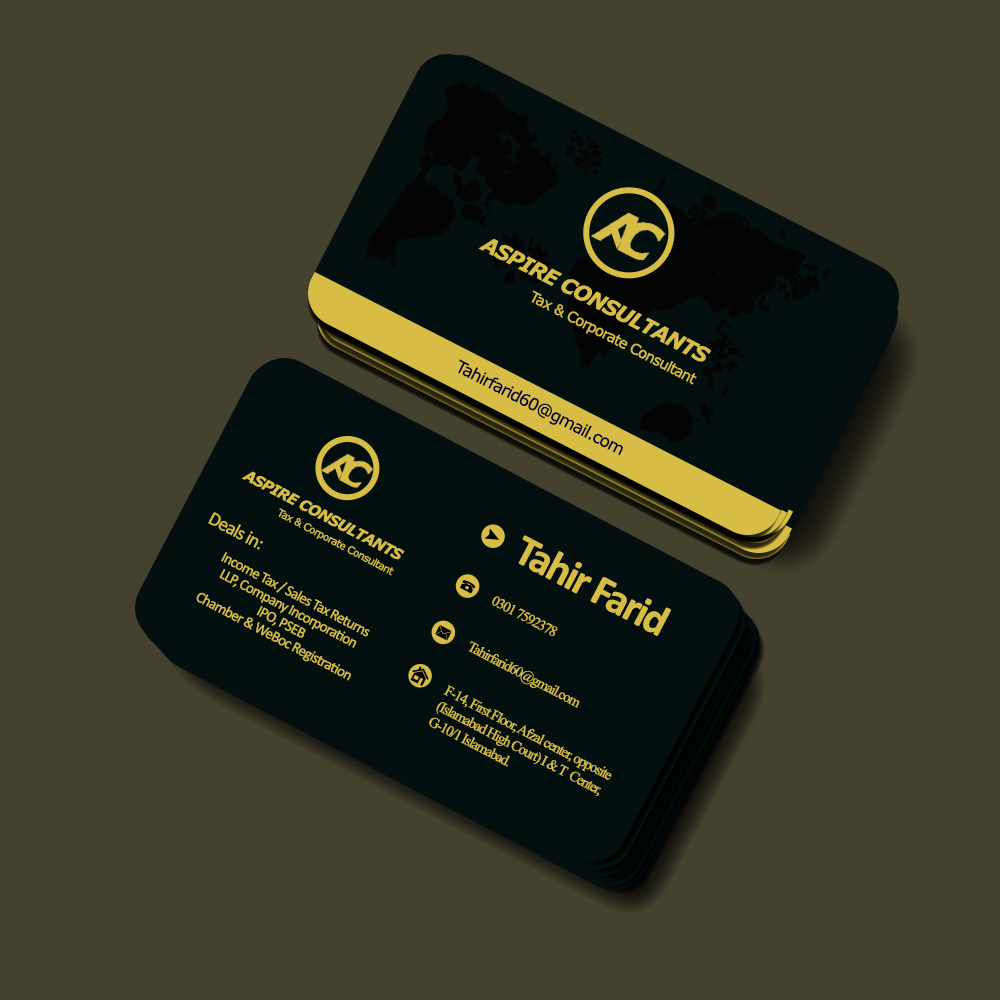 AC
ASPIRE CONSULTANTS
Tax & Corporate Consultant
Tahirfarid60@gmail.com
AC
ASPIRE CONSULTANTS
Tax & Corporate Consultant
Deals in:
Income Tax / Sales Tax Returns
LLP, Company Incorporation
IPO, PSEB
Chamber & WeBoc Registration
Tahir Farid
0301 7592378
Tahirfarid60@gmail.com
F-14, First Floor, Afzal center, opposite
(Islamabad High Court) I & T Center,
G-10/1 Islamabad.